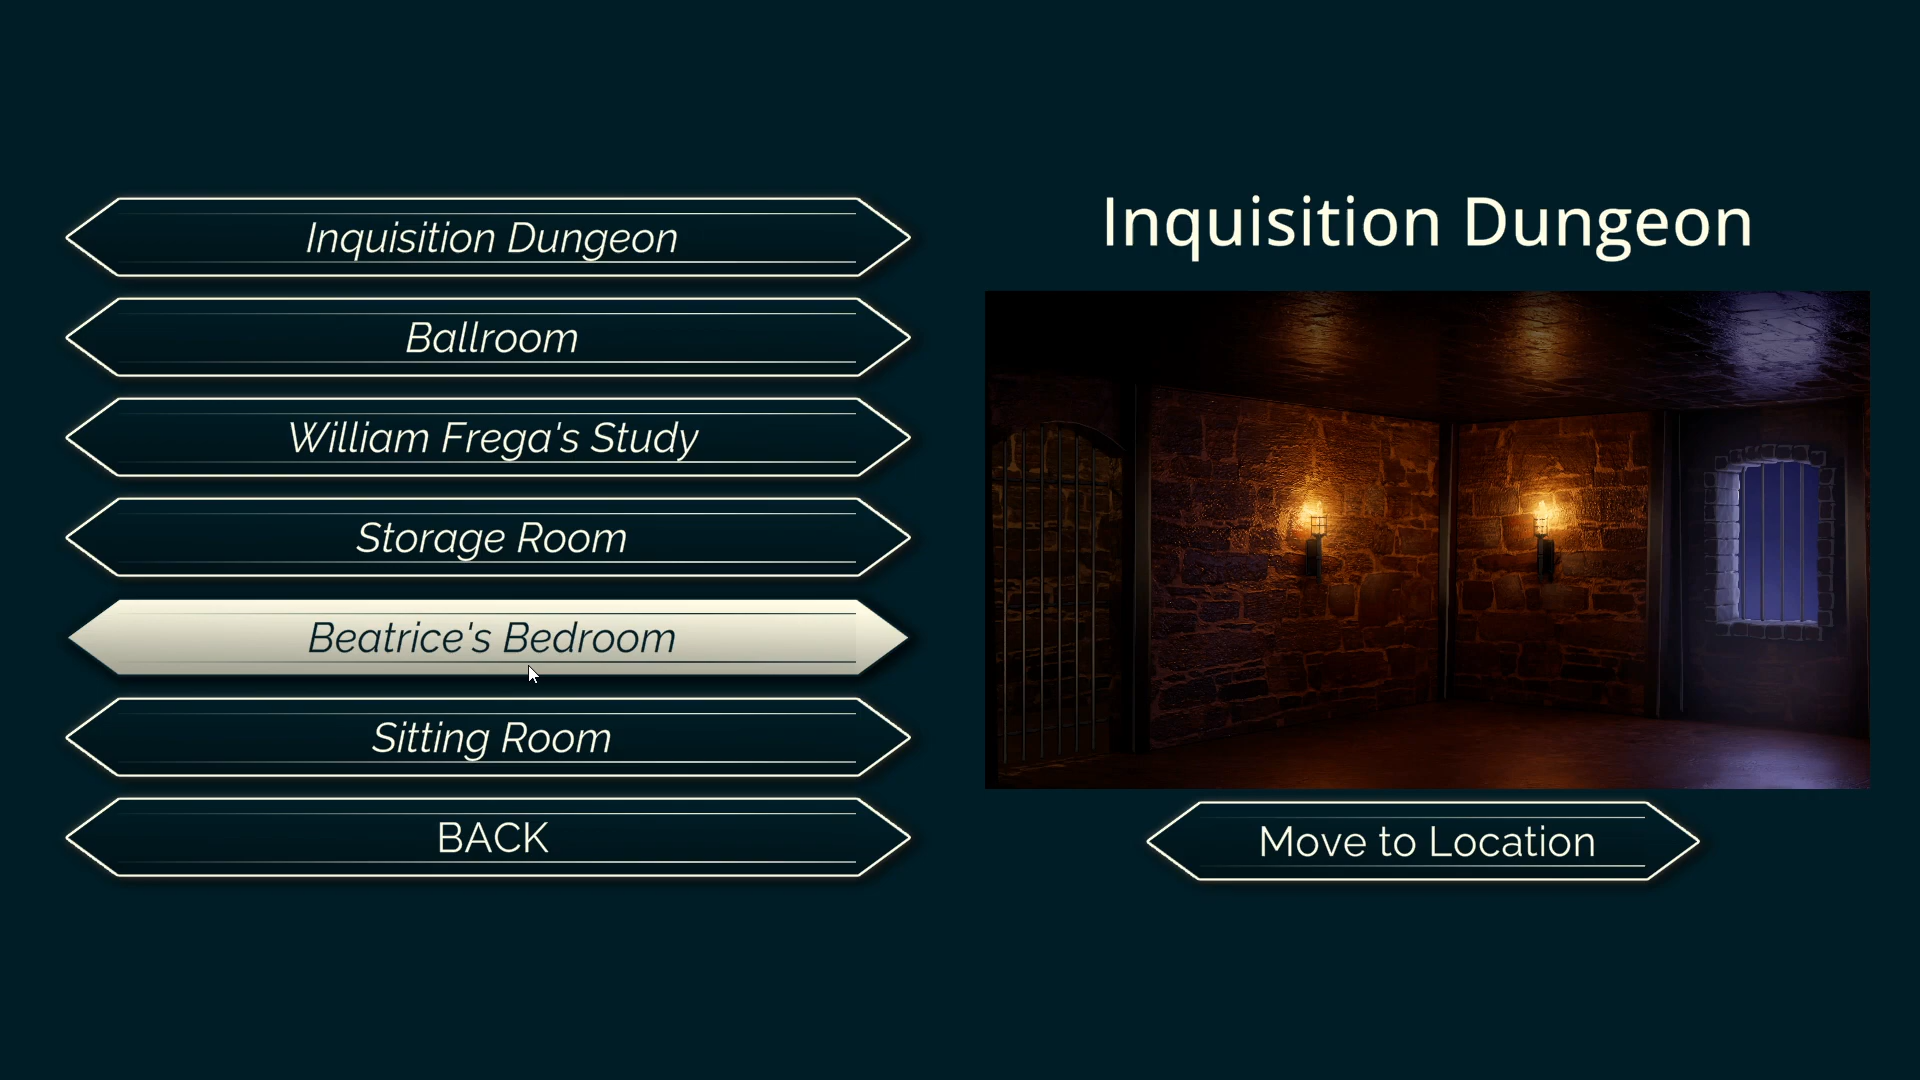 Inquisition Dungeon
Ballroom
William Frega's Study
Storage Room
Beatrice's Bedroom
Sitting Room
BACK
Inquisition Dungeon
Move to Location